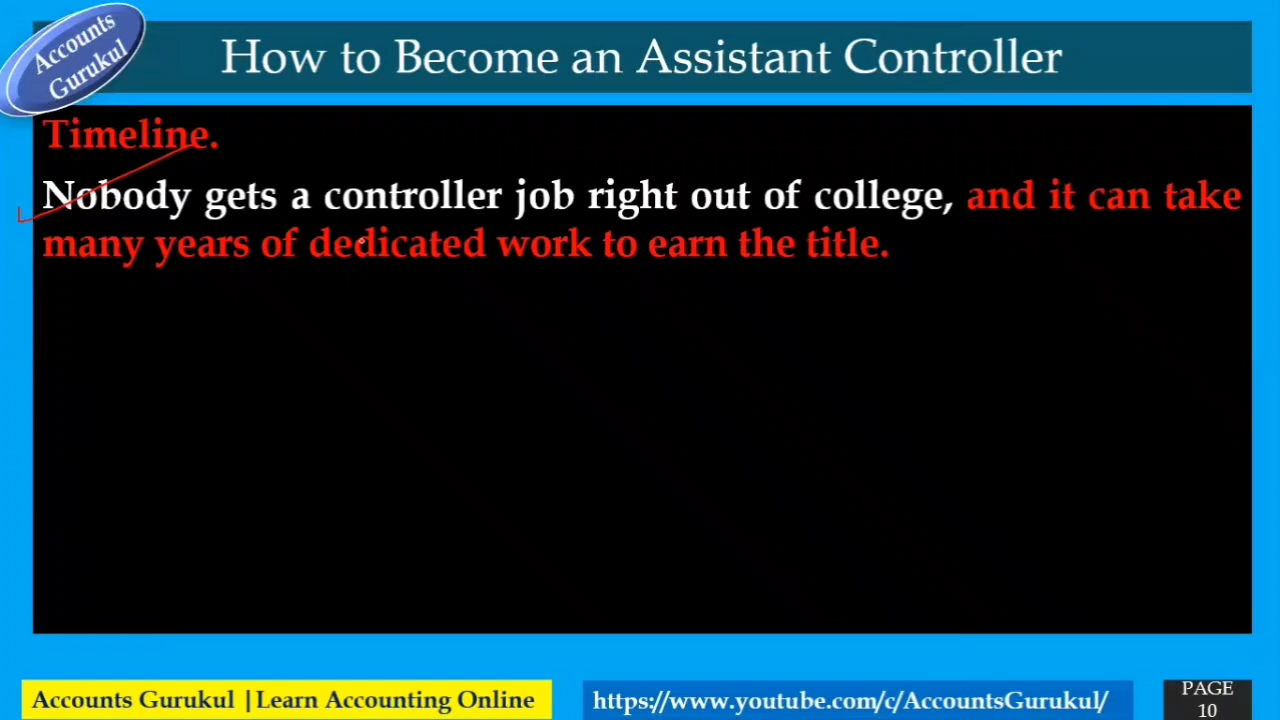 Accounts
Gurukul
How to Become an Assistant Controller
Timeline.
Nobody gets a controller job right out of college, and it can take
many years of dedicated work to earn the title.
Accounts Gurukul |Learn Accounting Online
https://www.youtube.com/c/AccountsGurukul/
PAGE
10